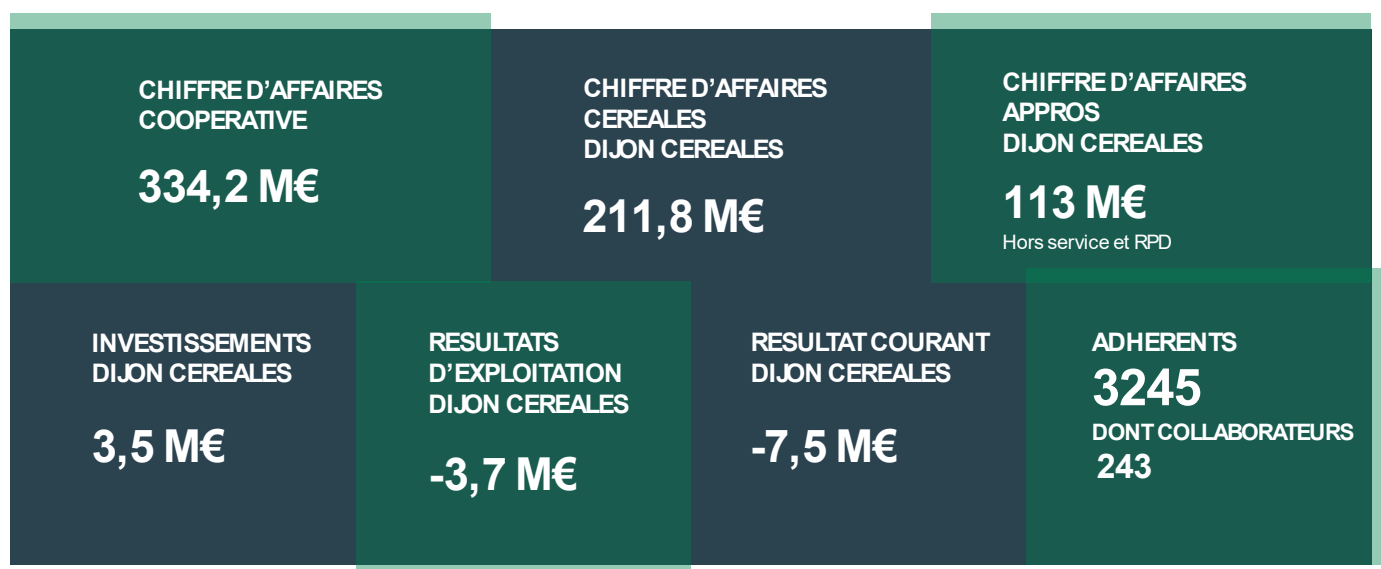 CHIFFRE D'AFFAIRES
COOPERATIVE
334,2 M€
CHIFFRE D'AFFAIRES
CEREALES
DIJON CEREALES
211,8 M€
CHIFFRE D'AFFAIRES
APPROS
DIJON CEREALES
113 M€
Hors service et RPD
INVESTISSEMENTS
DIJON CEREALES
3,5 M€
RESULTATS
D'EXPLOITATION
DIJON CEREALES
-3,7 M€
RESULTAT COURANT
DIJON CEREALES
-7,5 M€
ADHERENTS
3245
DONT COLLABORATEURS
243